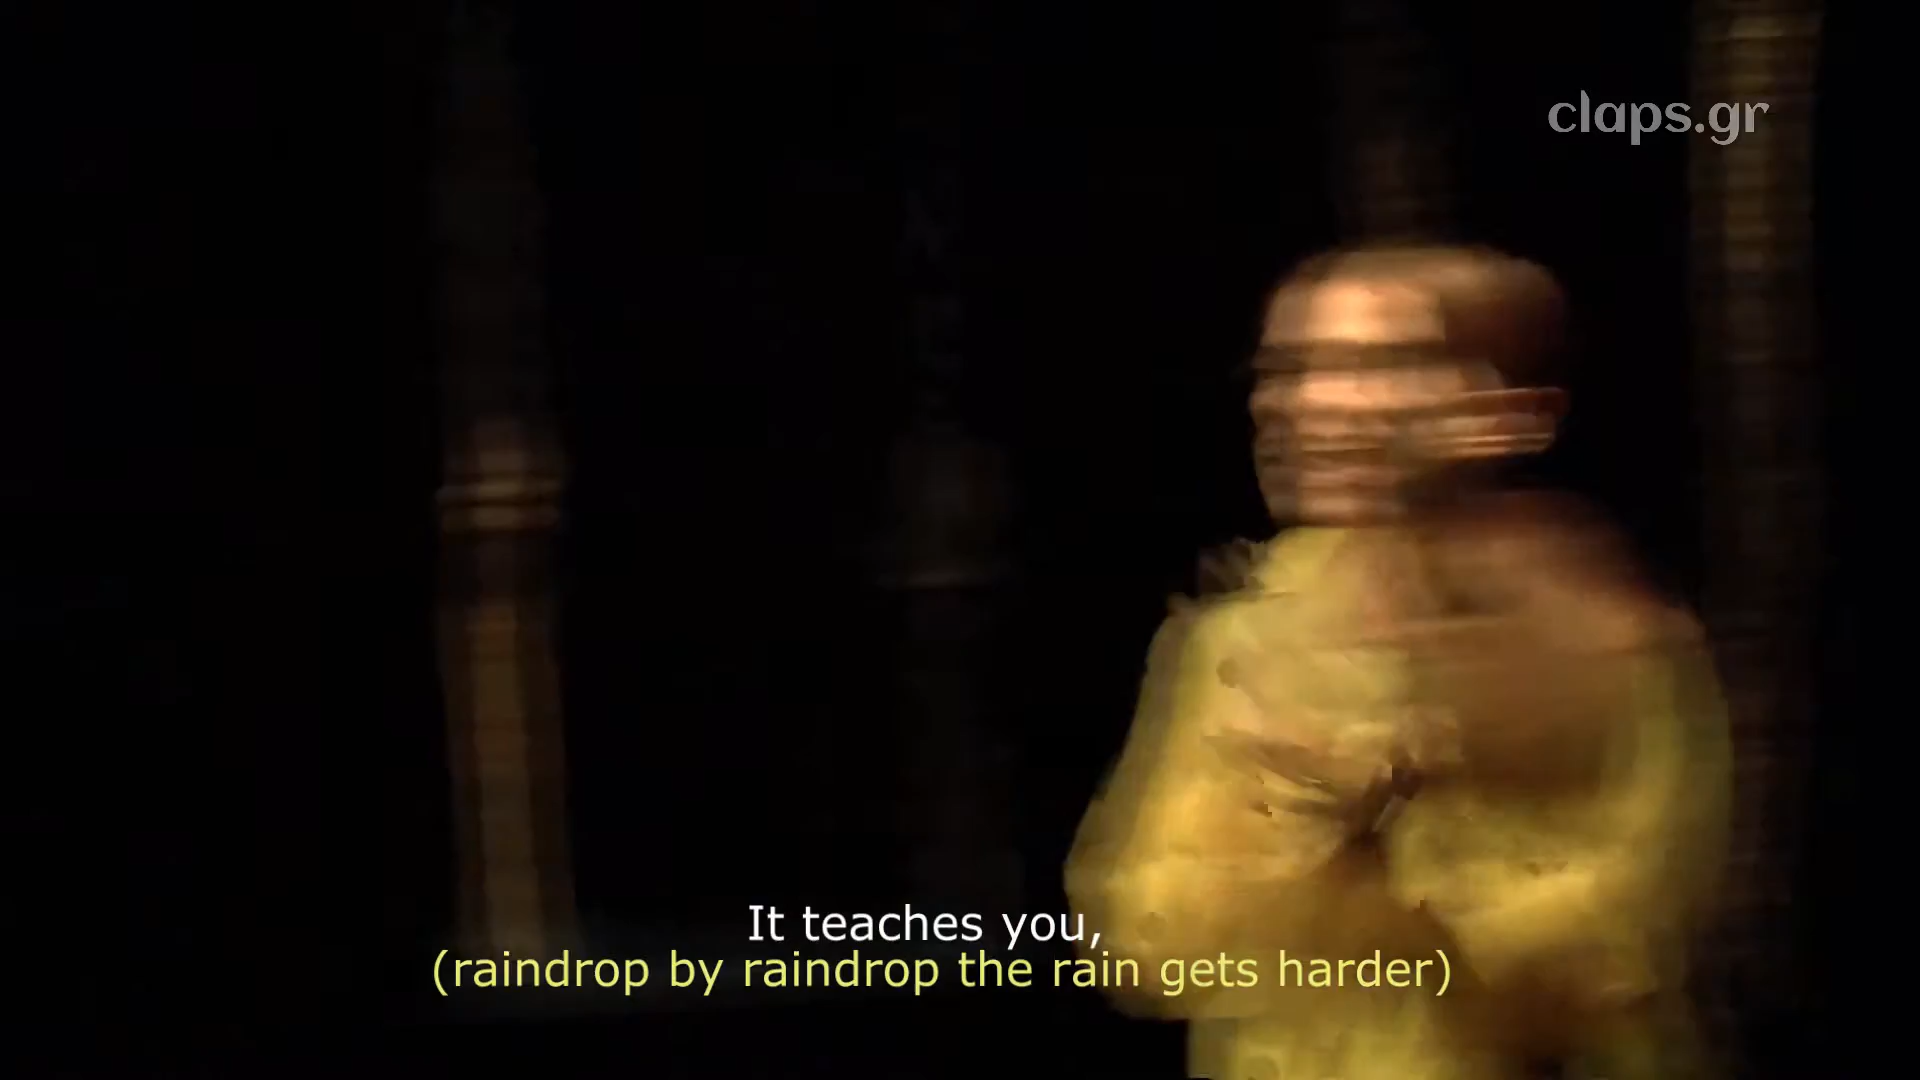 claps.gr
It teaches you,
(raindrop by raindrop the rain gets harder)